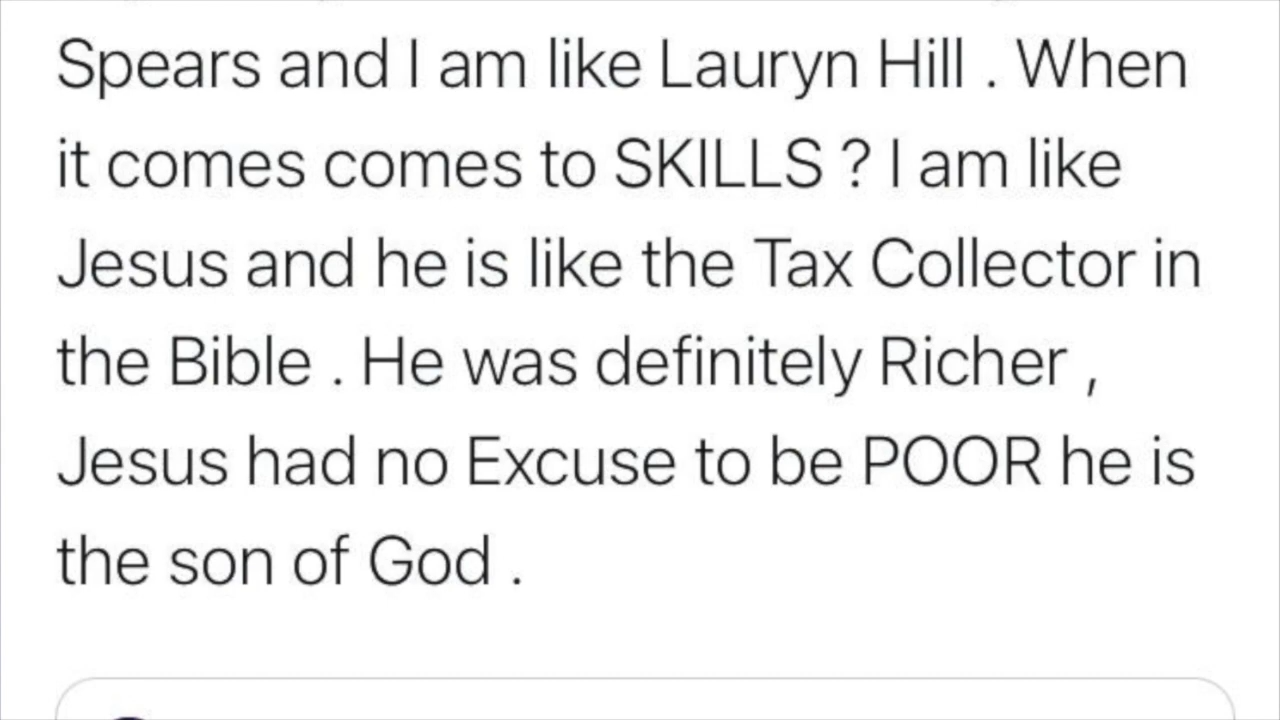 Spears and I am like Lauryn Hill . When
it comes comes to SKILLS ? I am like
Jesus and he is like the Tax Collector in
the Bible . He was definitely Richer ,
Jesus had no Excuse to be POOR he is
the son of God .